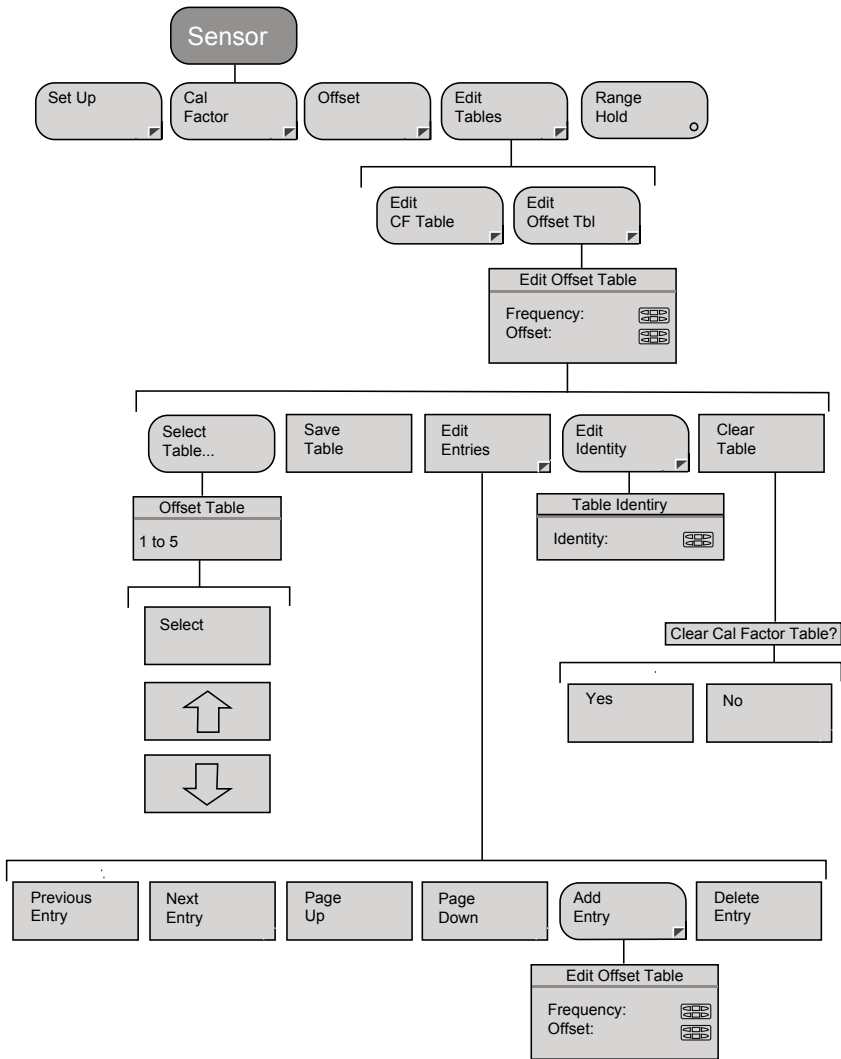 Sensor
Set Up
Cal
Factor
Offset
Edit
Tables
Range
Hold
Edit
CF Table
Edit
Offset Tbl
Edit Offset Table
Frequency:
Offset:
Select
Table...
Save
Table
Edit
Entries
Edit
Identity
Clear
Table
Offset Table
1 to 5
Table Identiry
Identity:
Select
Clear Cal Factor Table?
Yes
No
Previous
Entry
Next
Entry
Page
Up
Page
Down
Add
Entry
Delete
Entry
Edit Offset Table
Frequency:
Offset: